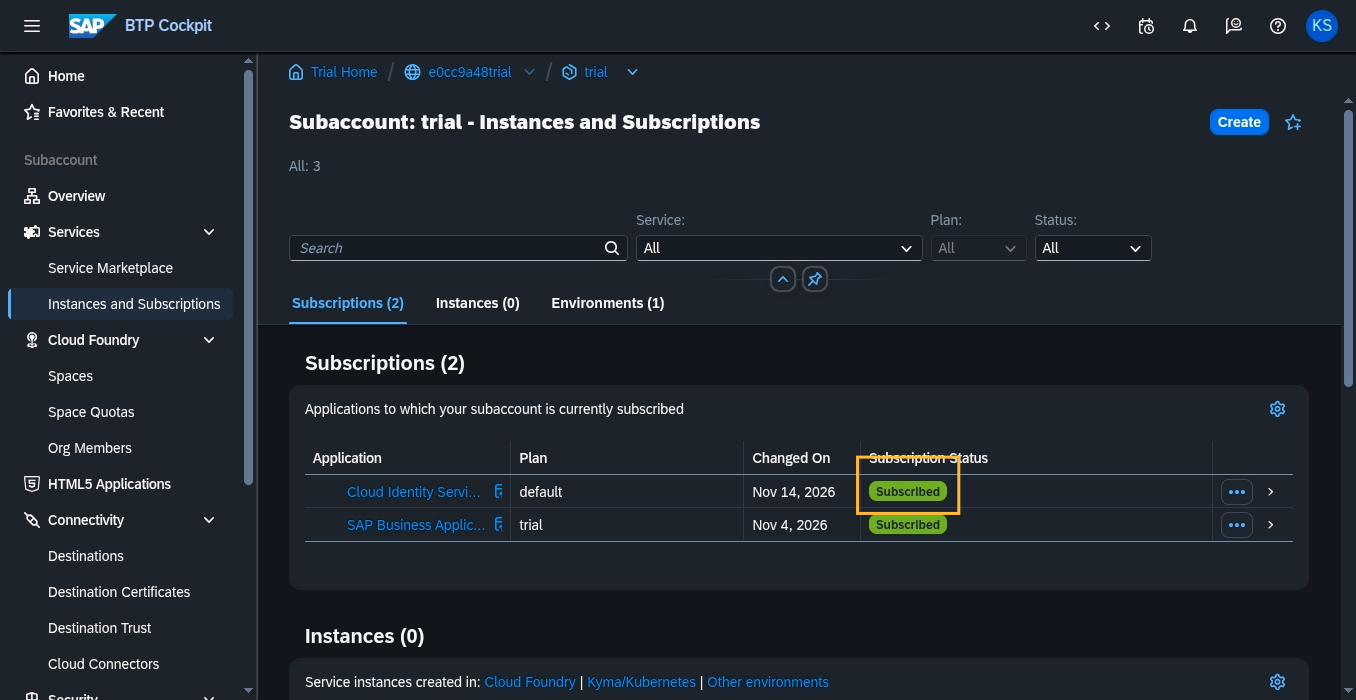 SAP BTP Cockpit
KS
Home
Favorites & Recent
Subaccount
Overview
Services
Service Marketplace
Instances and Subscriptions
Cloud Foundry
Spaces
Space Quotas
Org Members
HTML5 Applications
Connectivity
Destinations
Destination Certificates
Destination Trust
Cloud Connectors
Security
Trial Home / e0cc9a48trial / trial
Subaccount: trial - Instances and Subscriptions
Create
All: 3
Service: Plan: Status:
Search All All All
Subscriptions (2) Instances (0) Environments (1)
Subscriptions (2)
Applications to which your subaccount is currently subscribed
Application Plan Changed On Subscription Status
Cloud Identity Servi... default Nov 14, 2026 Subscribed
SAP Business Applic... trial Nov 4, 2026 Subscribed
Instances (0)
Service instances created in: Cloud Foundry | Kyma/Kubernetes | Other environments